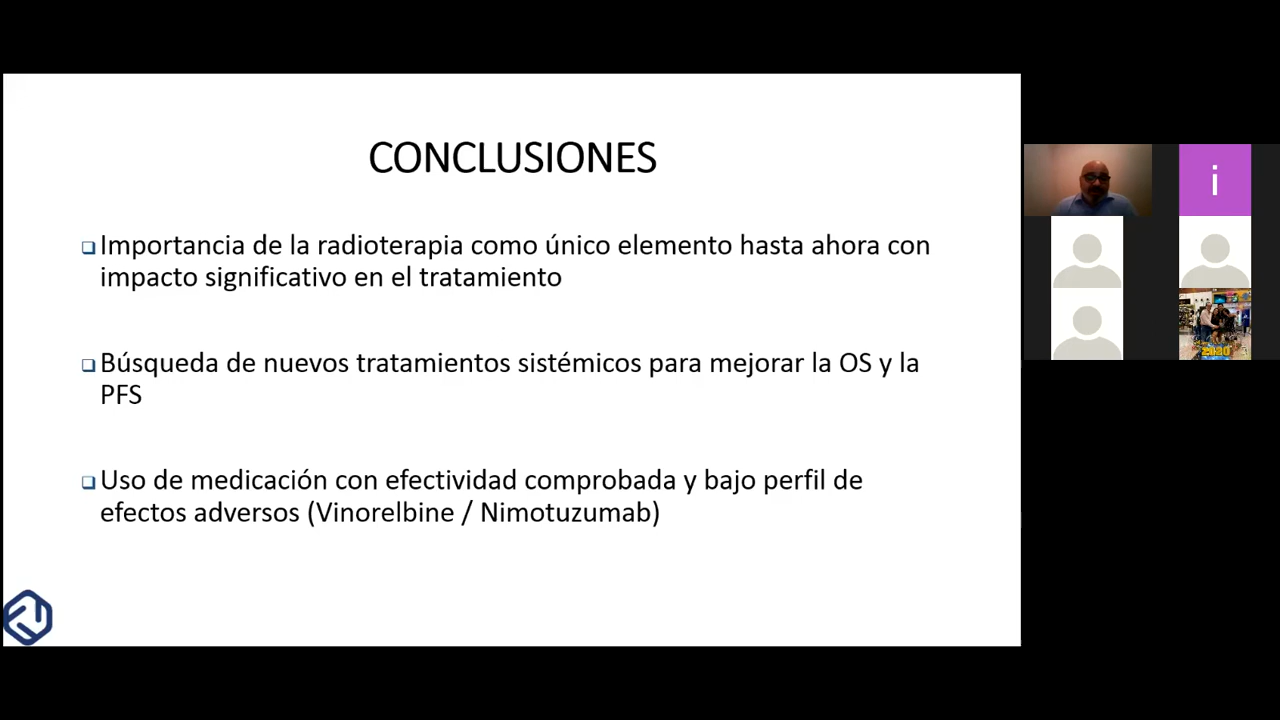 CONCLUSIONES
Importancia de la radioterapia como único elemento hasta ahora con
impacto significativo en el tratamiento
Búsqueda de nuevos tratamientos sistémicos para mejorar la OS y la
PFS
Uso de medicación con efectividad comprobada y bajo perfil de
efectos adversos (Vinorelbine / Nimotuzumab)
i
2020